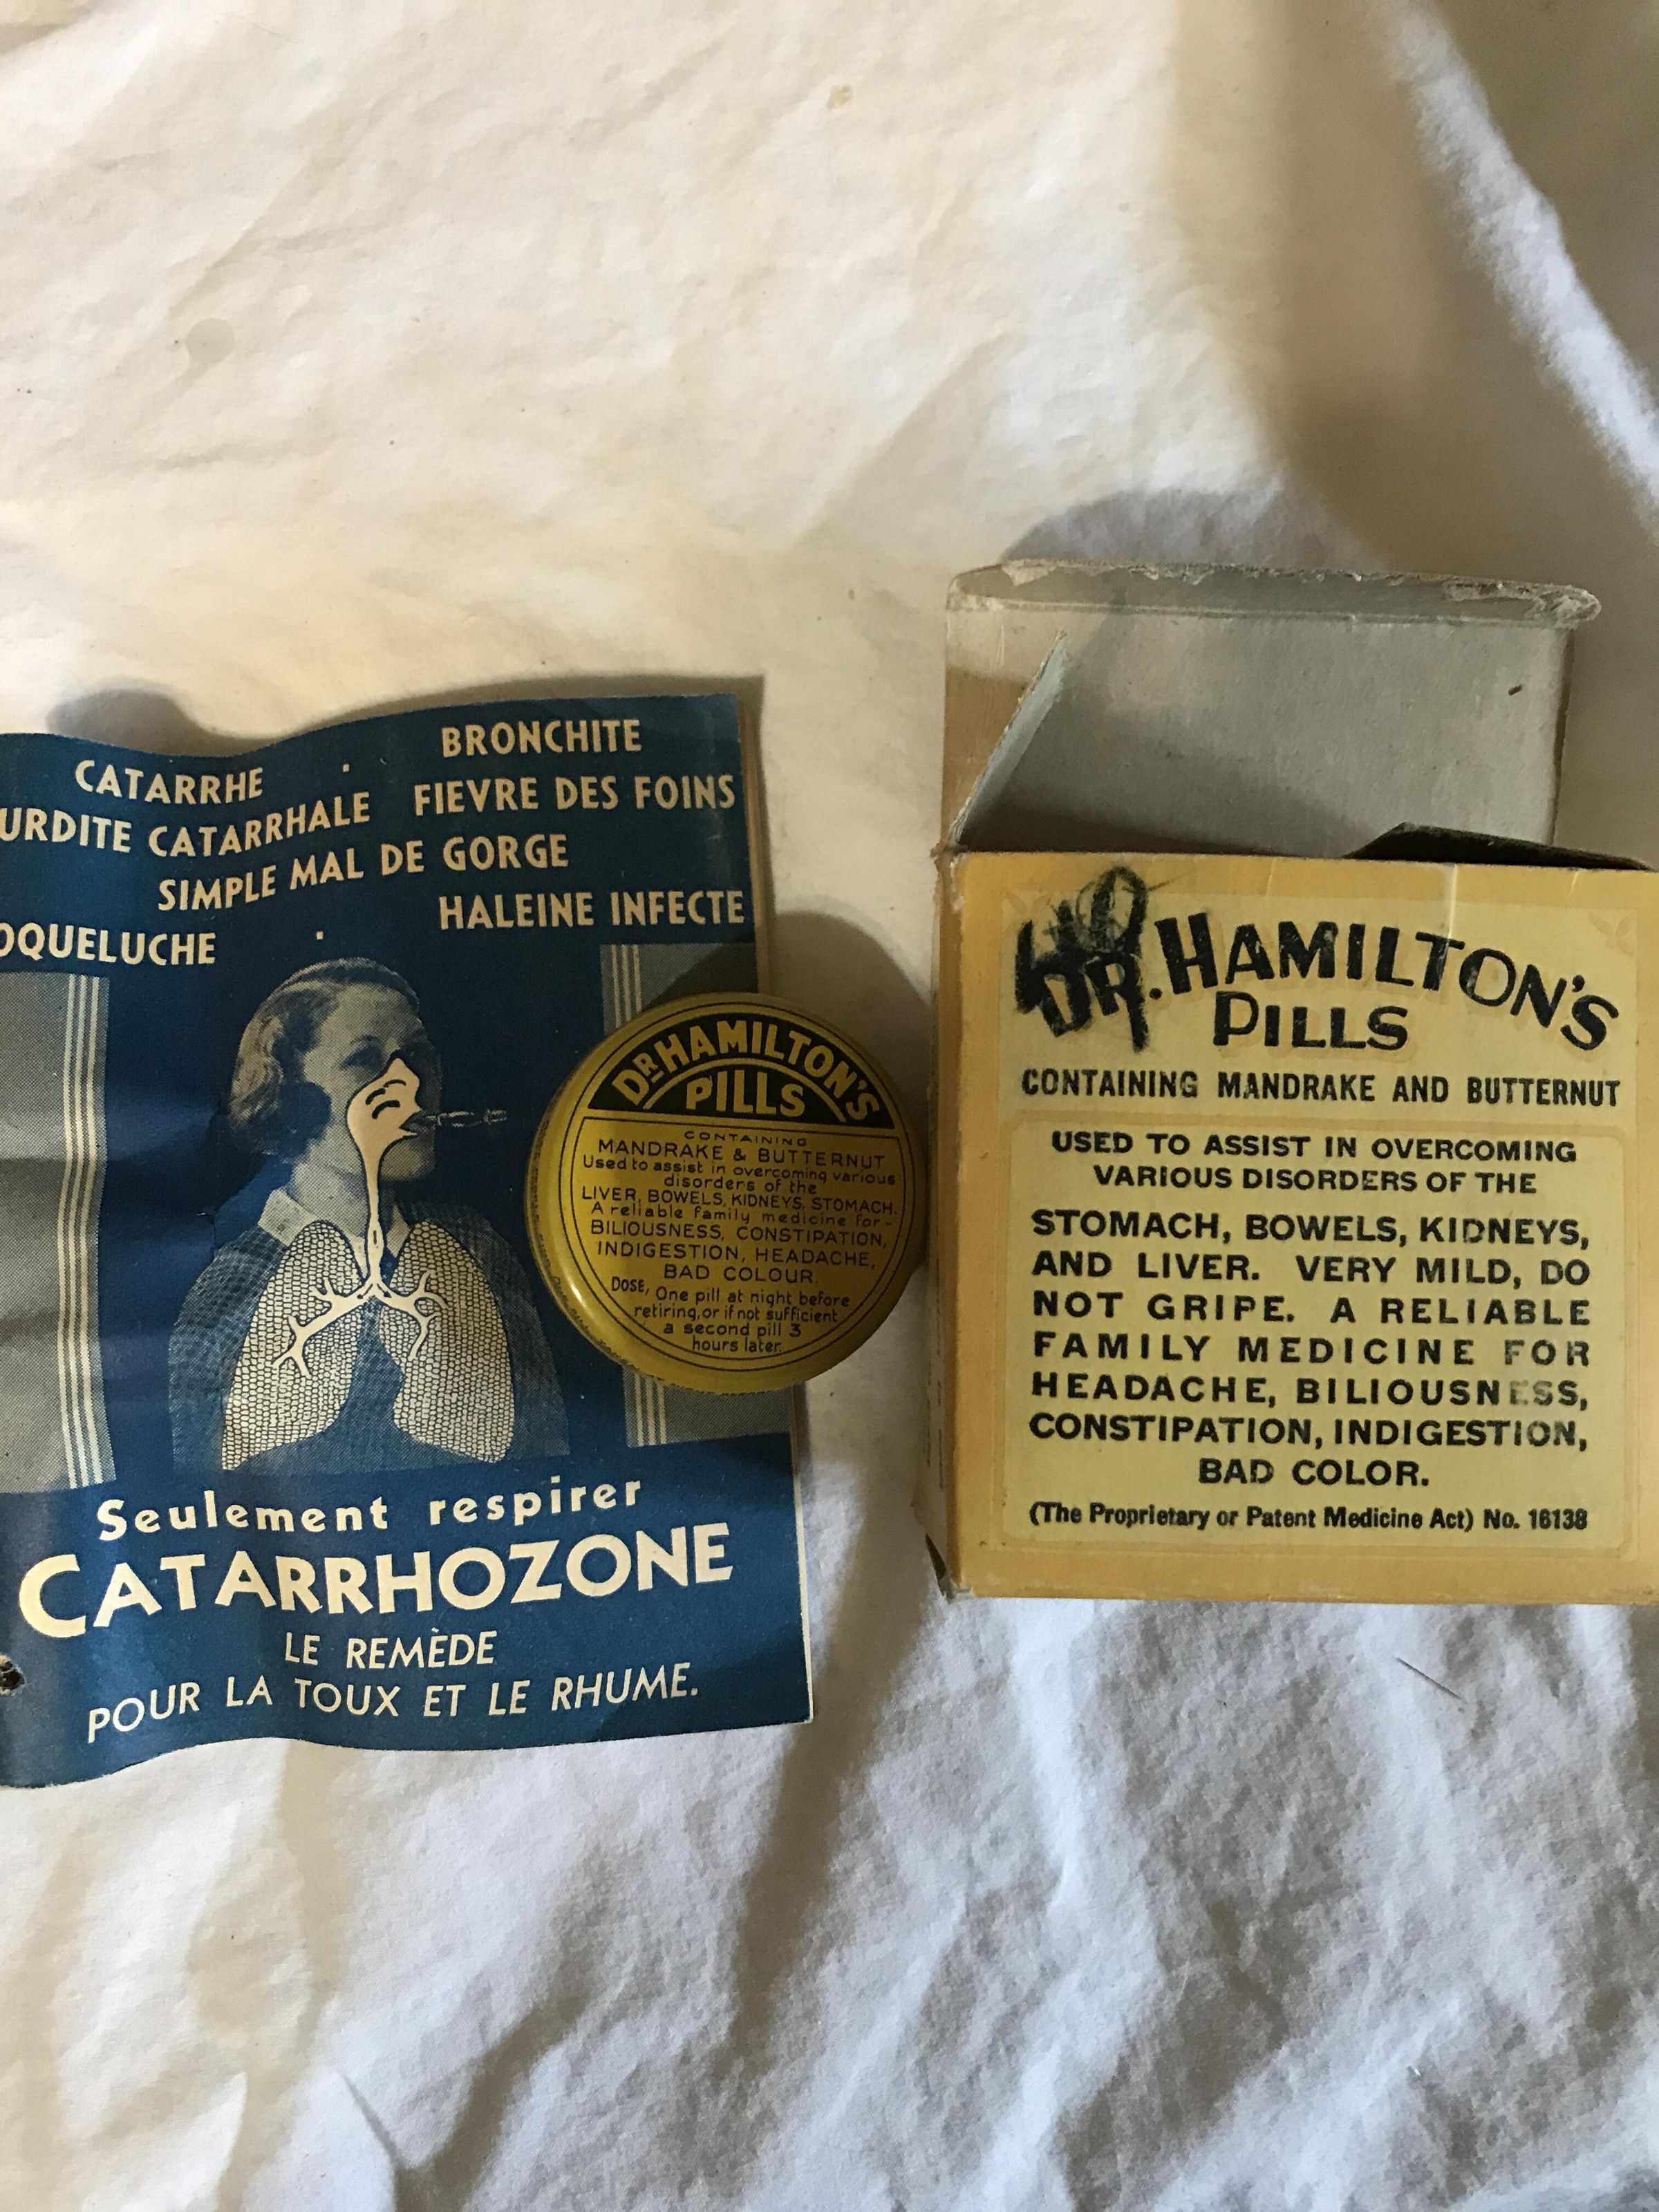 CATARRHE . BRONCHITE
URDITE CATARRHALE FIEVRE DES FOINS
SIMPLE MAL DE GORGE
OQUELUCHE . HALEINE INFECTE
Seulement respirer
CATARRHOZONE
LE REMÈDE
POUR LA TOUX ET LE RHUME.
DR HAMILTON'S
PILLS
CONTAINING
MANDRAKE & BUTTERNUT
Used to assist in overcoming various
disorders of the
LIVER, BOWELS, KIDNEYS, STOMACH.
A reliable family medicine for-
BILIOUSNESS, CONSTIPATION,
INDIGESTION, HEADACHE,
BAD COLOUR.
DOSE, One pill at night before
retiring, or if not sufficient
a second pill 3
hours later.
DR. HAMILTON'S
PILLS
CONTAINING MANDRAKE AND BUTTERNUT
USED TO ASSIST IN OVERCOMING
VARIOUS DISORDERS OF THE
STOMACH, BOWELS, KIDNEYS,
AND LIVER. VERY MILD, DO
NOT GRIPE. A RELIABLE
FAMILY MEDICINE FOR
HEADACHE, BILIOUSNESS,
CONSTIPATION, INDIGESTION,
BAD COLOR.
(The Proprietary or Patent Medicine Act) No. 16138